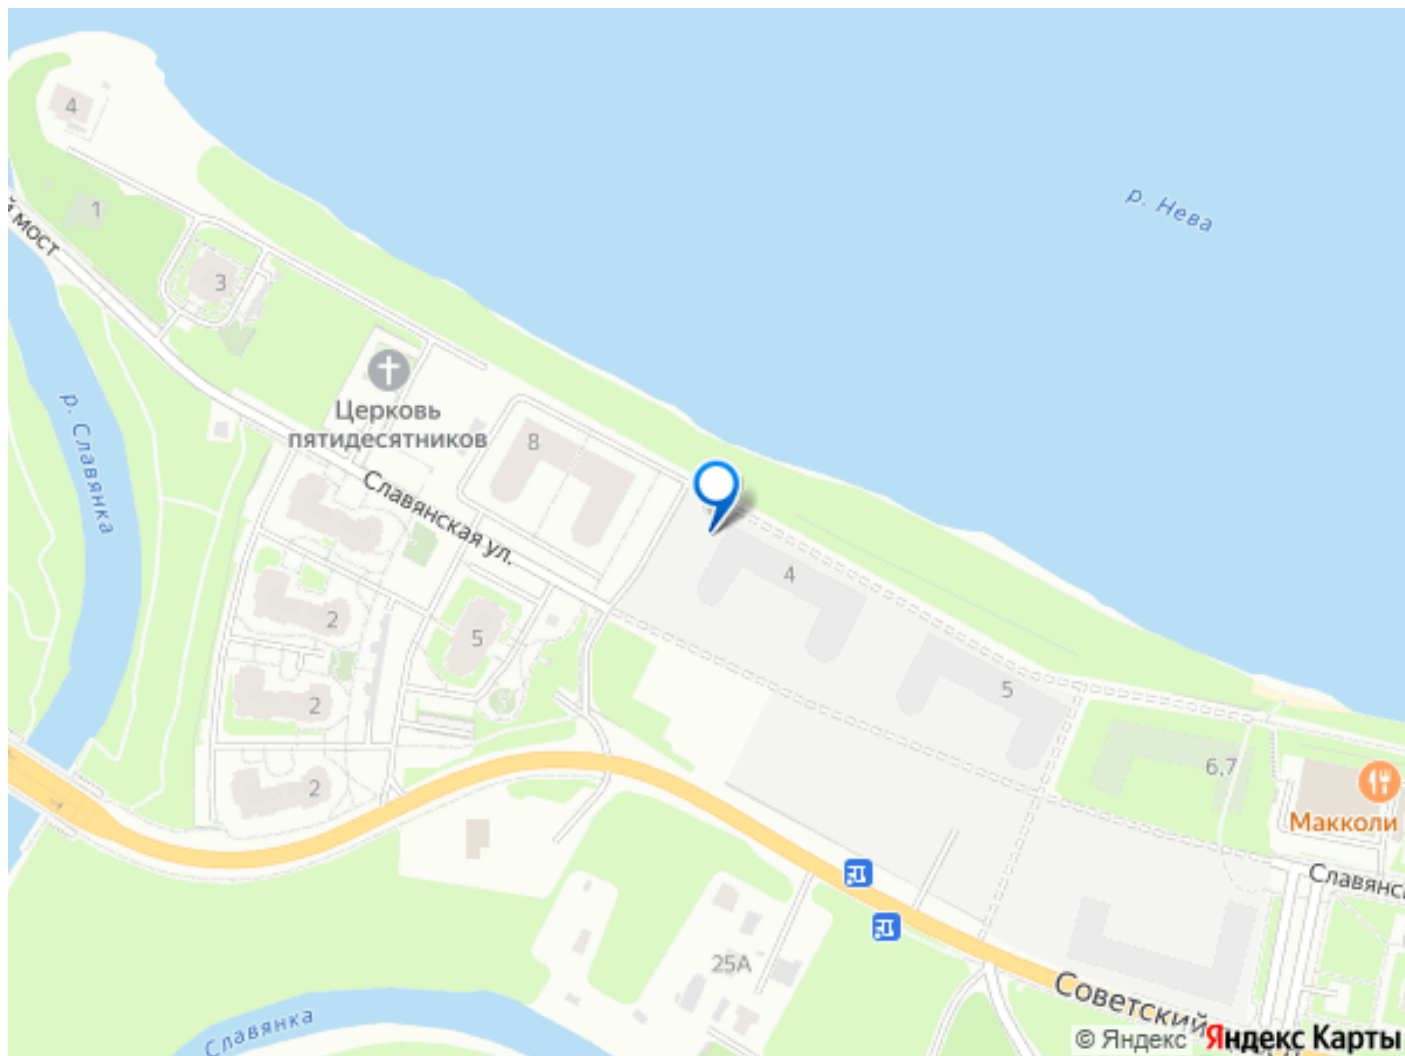 4
р. Нева
1
й мост
3
Церковь
пятидесятников
8
р. Славянка
Славянская ул.
4
2
5
5
2
6,7
2
Макколи
Славянс
25А
Советский
Славянка
© Яндекс Яндекс Карты